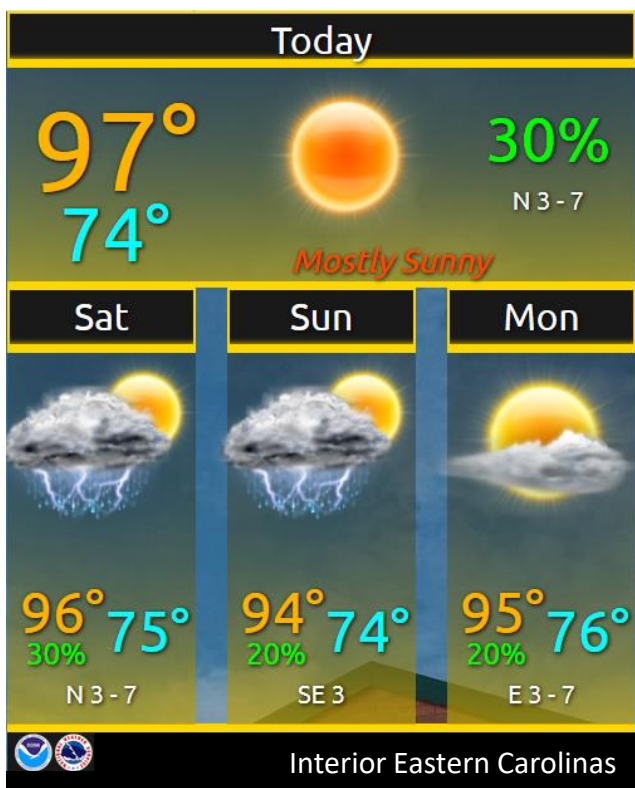 Today
97°
74°
30%
N 3 - 7
Mostly Sunny
Sat
Sun
Mon
96°
75°
30%
N 3 - 7
94°
74°
20%
SE 3
95°
76°
20%
E 3 - 7
Interior Eastern Carolinas